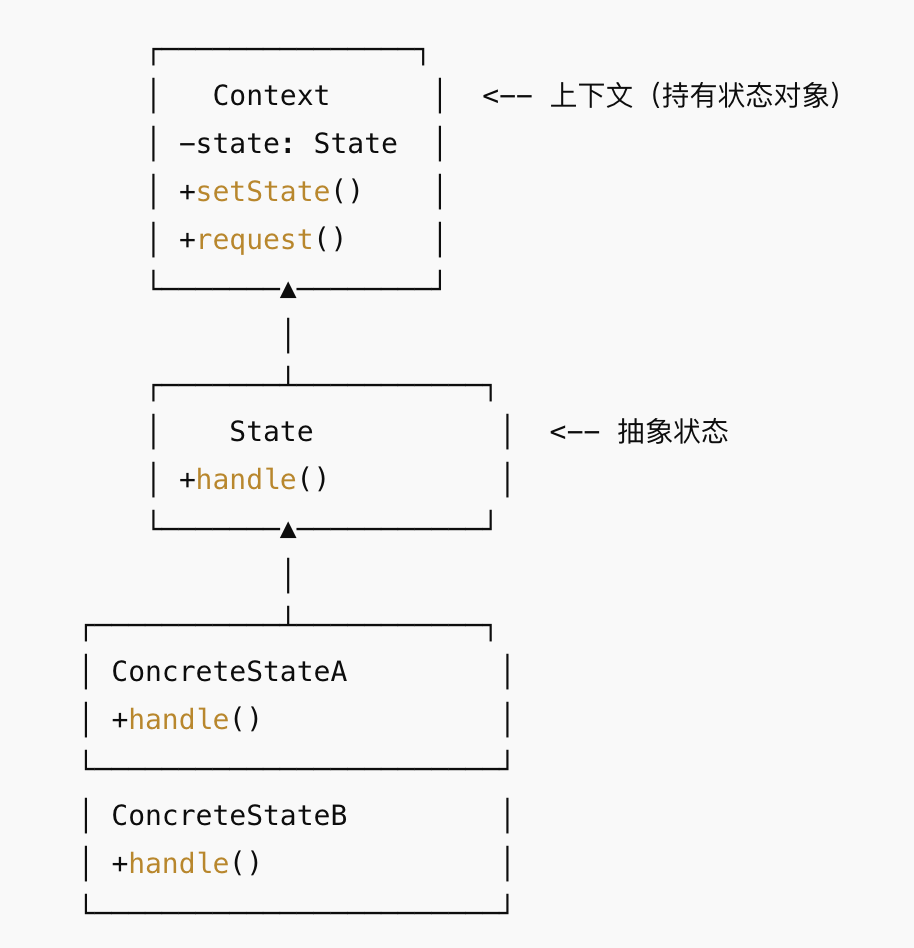 Context <-- 上下文（持有状态对象）
-state: State
+setState()
+request()
State <-- 抽象状态
+handle()
ConcreteStateA
+handle()
ConcreteStateB
+handle()